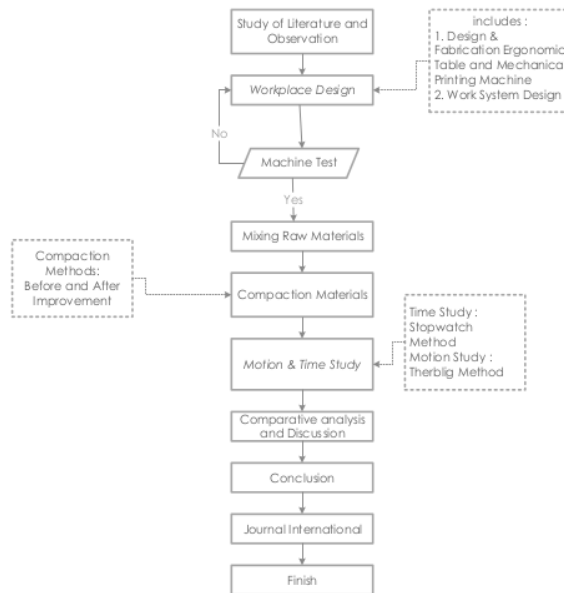 Study of Literature and
Observation
includes :
1. Design &
Fabrication Ergonomic
Table and Mechanical
Printing Machine
2. Work System Design
Workplace Design
No
Machine Test
Yes
Mixing Raw Materials
Compaction
Methods:
Before and After
Improvement
Compaction Materials
Time Study :
Stopwatch
Method
Motion Study :
Therblig Method
Motion & Time Study
Comparative analysis
and Discussion
Conclusion
Journal International
Finish